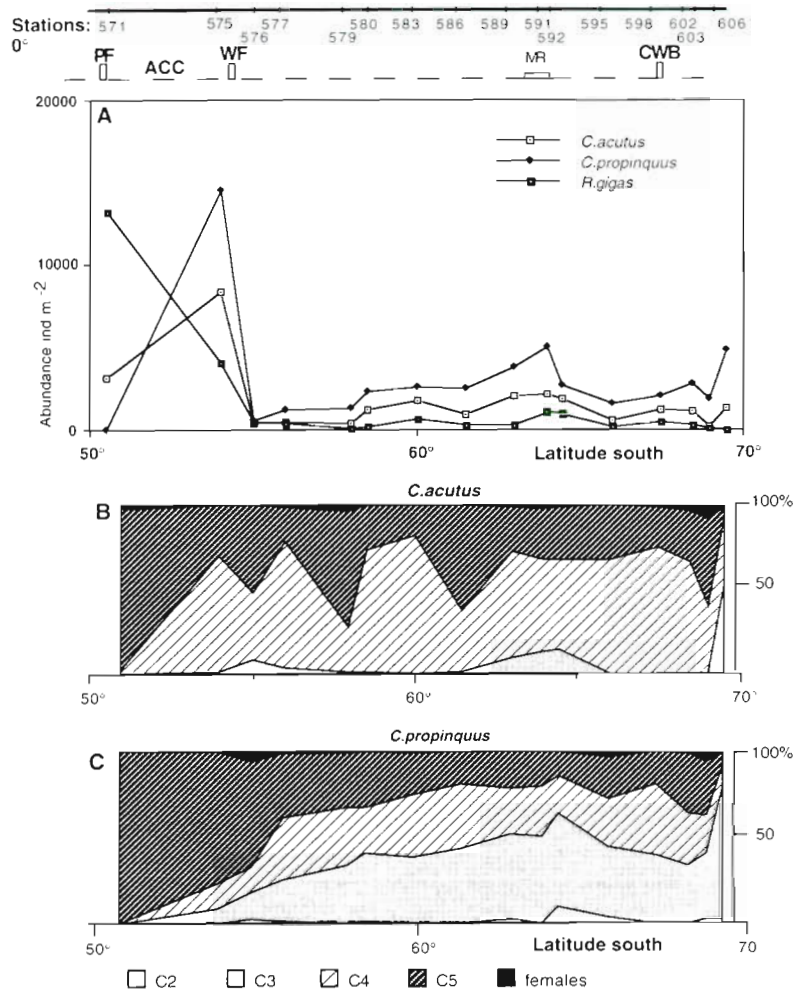 Stations: 571 575 577 580 583 586 589 591 595 598 602 606
576 579 592 603
0°
PF ACC WF MR CWB
A
20000
C.acutus
C.propinquus
R.gigas
10000
Abundance ind m -2
0
50° 60° Latitude south 70°
C.acutus
B
100%
50
50° 60° 70°
C.propinquus
C
100%
50
50° 60° Latitude south 70
C2 C3 C4 C5 females